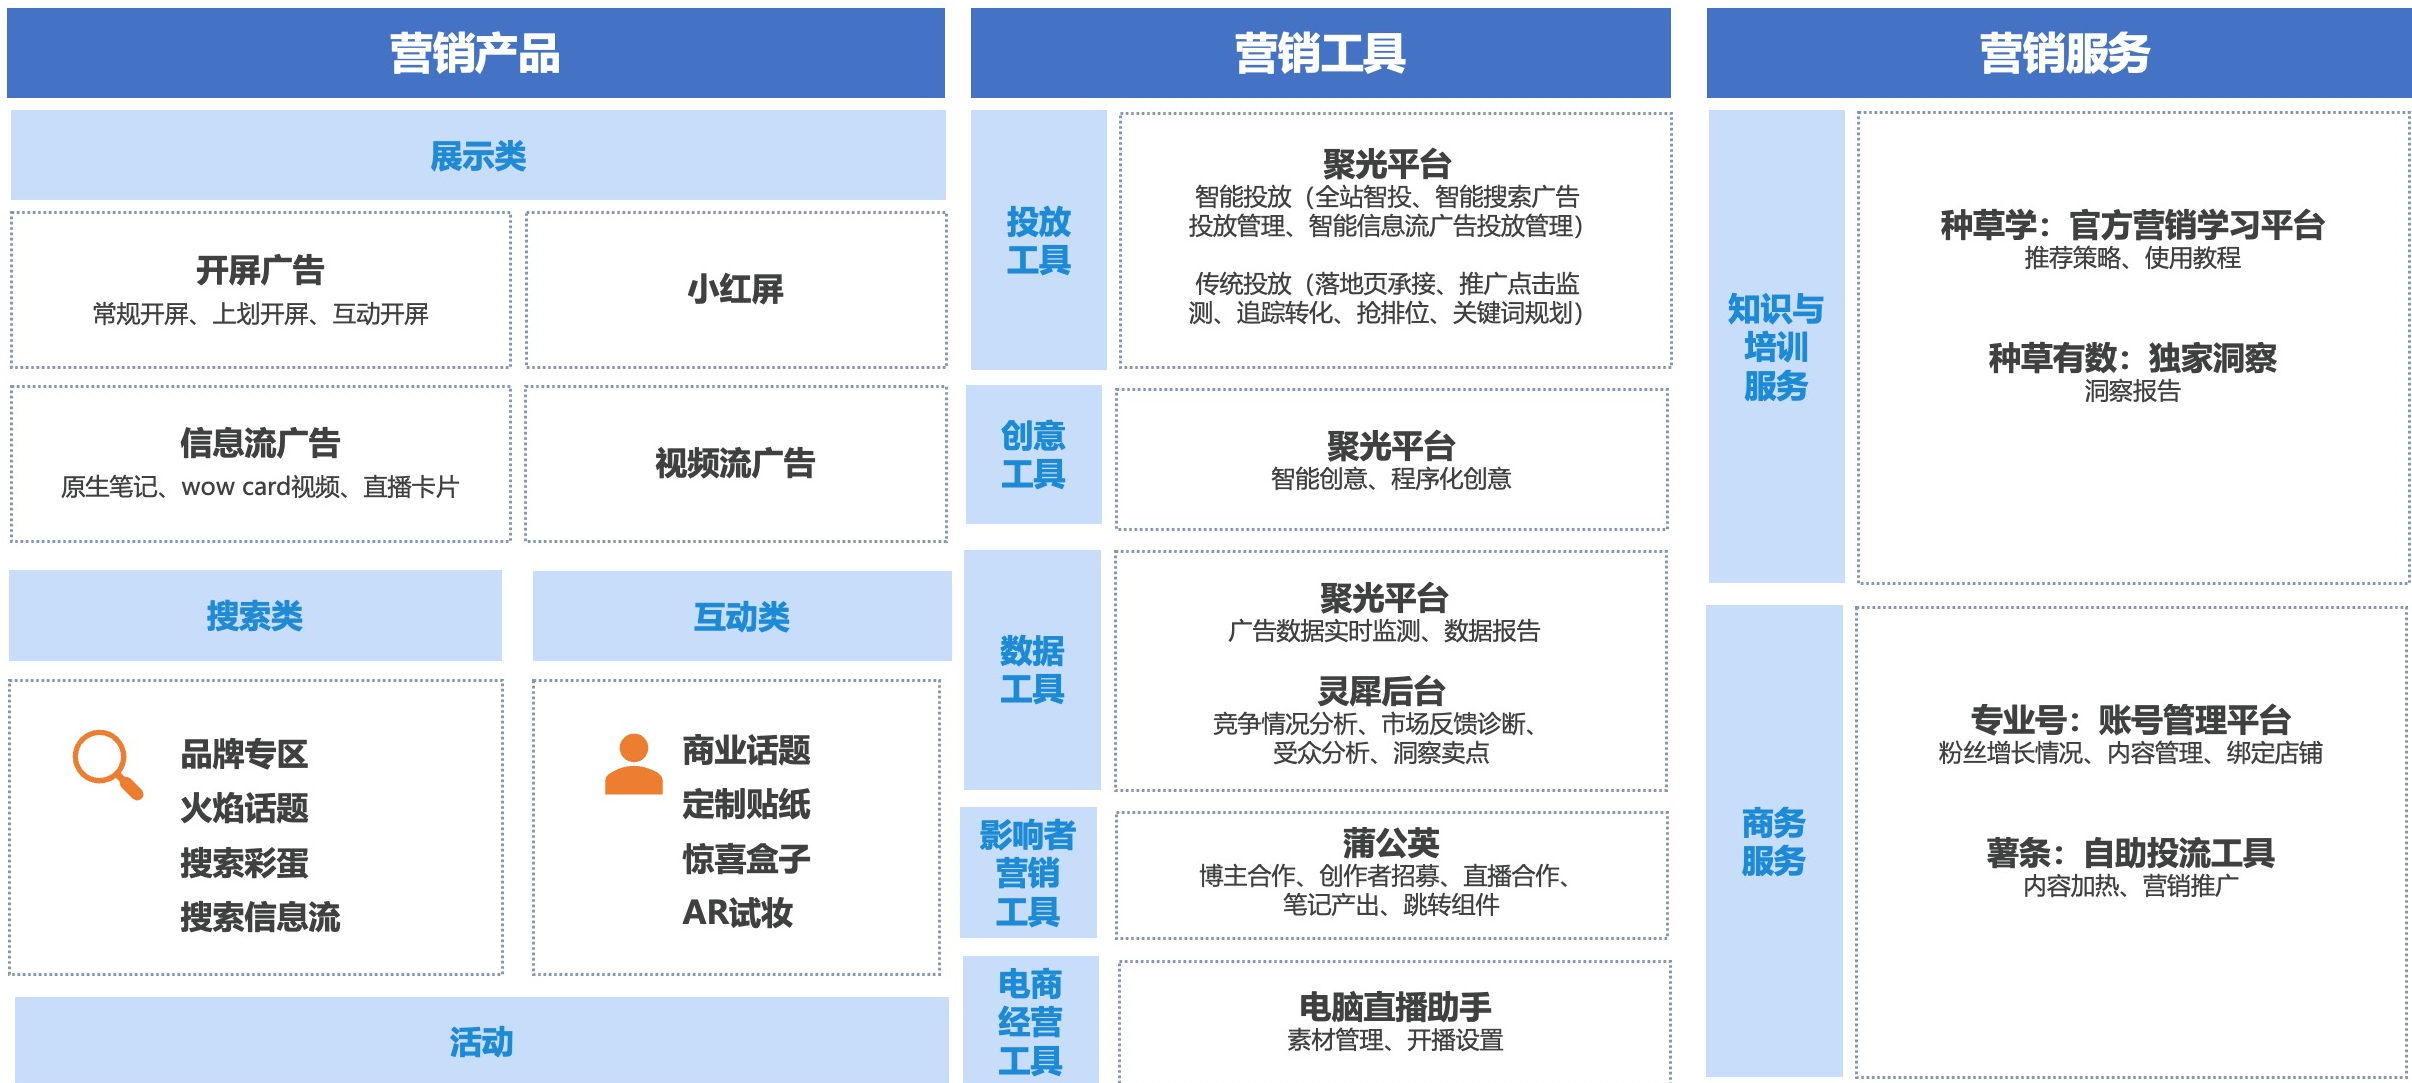 营销产品
展示类
开屏广告
常规开屏、上划开屏、互动开屏
小红屏
信息流广告
原生笔记、wow card视频、直播卡片
视频流广告
搜索类
品牌专区
火焰话题
搜索彩蛋
搜索信息流
互动类
商业话题
定制贴纸
惊喜盒子
AR试妆
活动
营销工具
投放
工具
聚光平台
智能投放（全站智投、智能搜索广告
投放管理、智能信息流广告投放管理）
传统投放（落地页承接、推广点击监
测、追踪转化、抢排位、关键词规划）
创意
工具
聚光平台
智能创意、程序化创意
数据
工具
聚光平台
广告数据实时监测、数据报告
灵犀后台
竞争情况分析、市场反馈诊断、
受众分析、洞察卖点
影响者
营销
工具
蒲公英
博主合作、创作者招募、直播合作、
笔记产出、跳转组件
电商
经营
工具
电脑直播助手
素材管理、开播设置
营销服务
知识与
培训
服务
种草学：官方营销学习平台
推荐策略、使用教程
种草有数：独家洞察
洞察报告
商务
服务
专业号：账号管理平台
粉丝增长情况、内容管理、绑定店铺
薯条：自助投流工具
内容加热、营销推广